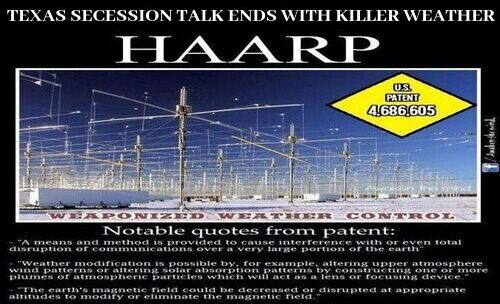 TEXAS SECESSION TALK ENDS WITH KILLER WEATHER
HAARP
U.S.
PATENT
4,686,605
Awaken the mind
WEAPONIZED WEATHER CONTROL
Notable quotes from patent:
- "A means and method is provided to cause interference with or even total
disruption of communications over a very large portion of the earth"
- "Weather modification is possible by, for example, altering upper atmosphere
wind patterns or altering solar absorption patterns by constructing one or more
plumes of atmospheric particles which will act as a lens or focusing device."
- "The earth's magnetic field could be decreased or disrupted at appropriate
altitudes to modify or eliminate the magnetic field."